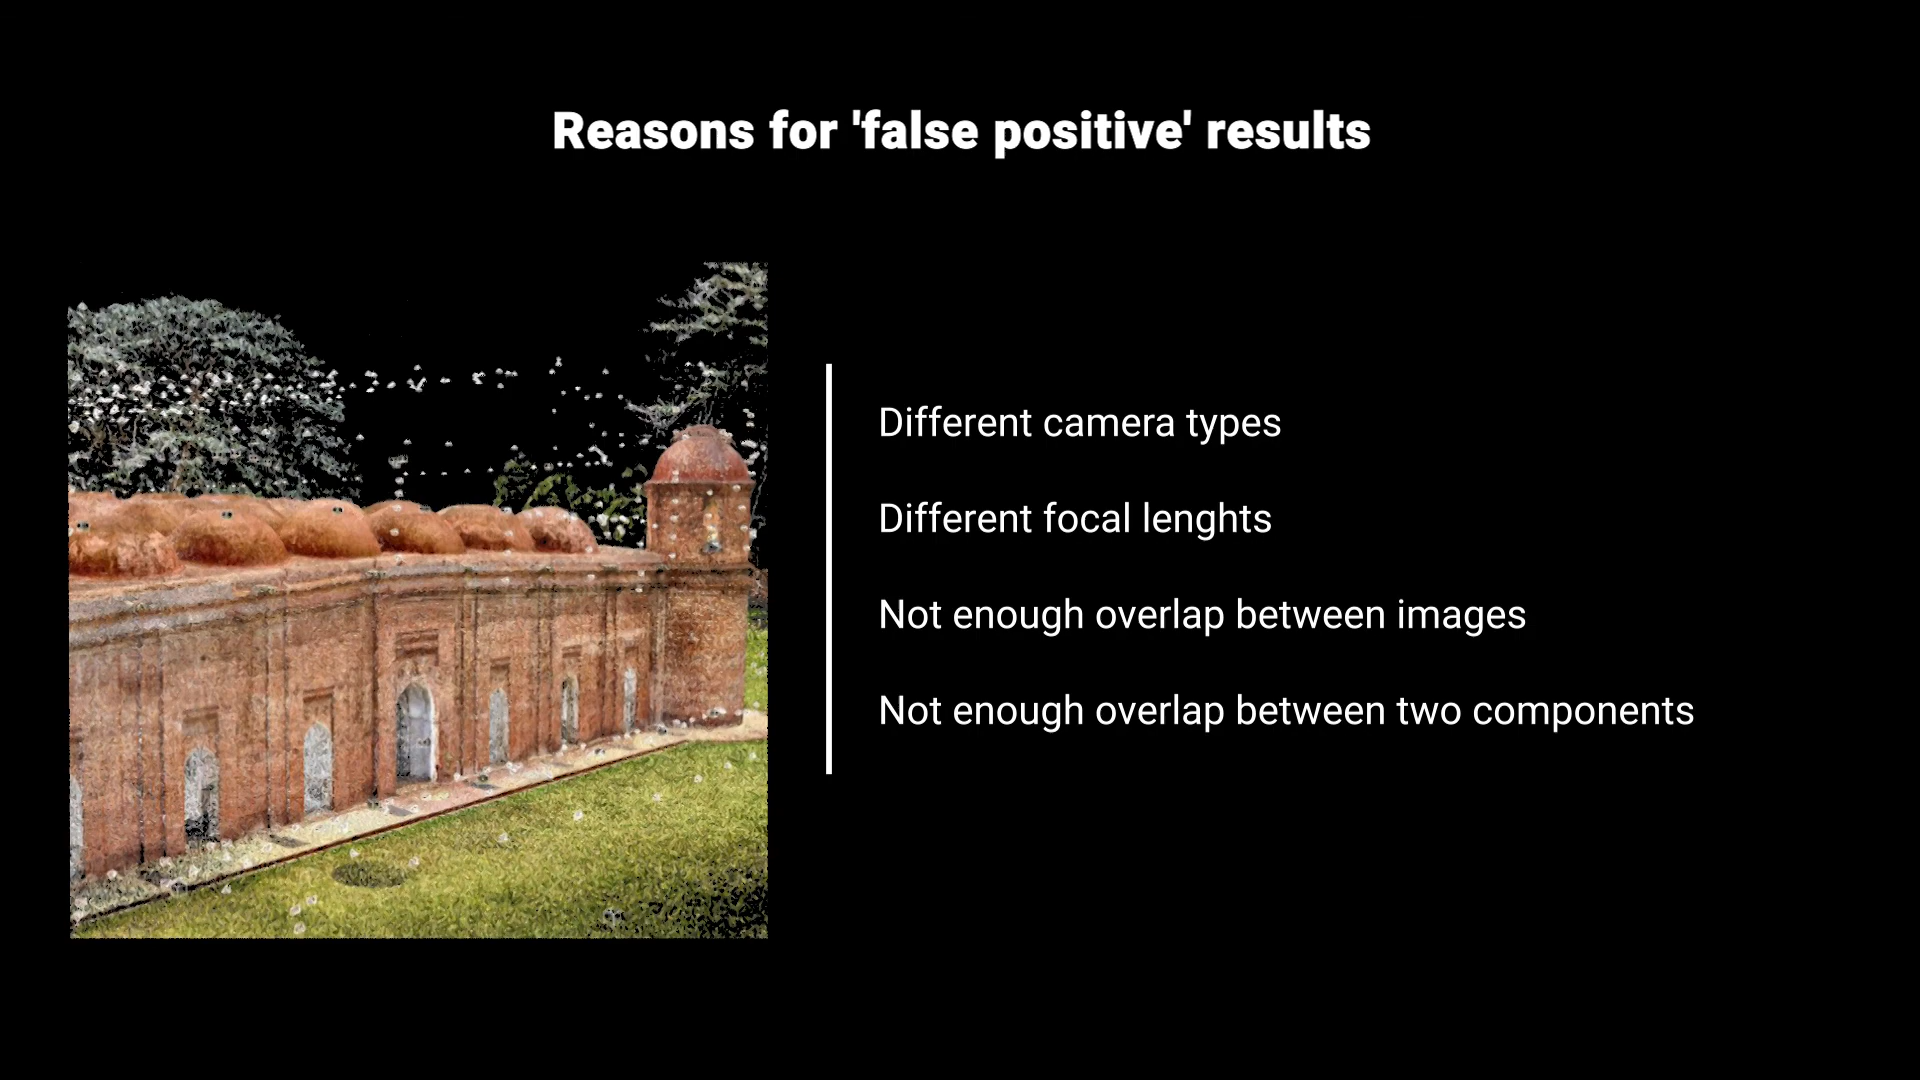 Reasons for 'false positive' results
Different camera types
Different focal lenghts
Not enough overlap between images
Not enough overlap between two components